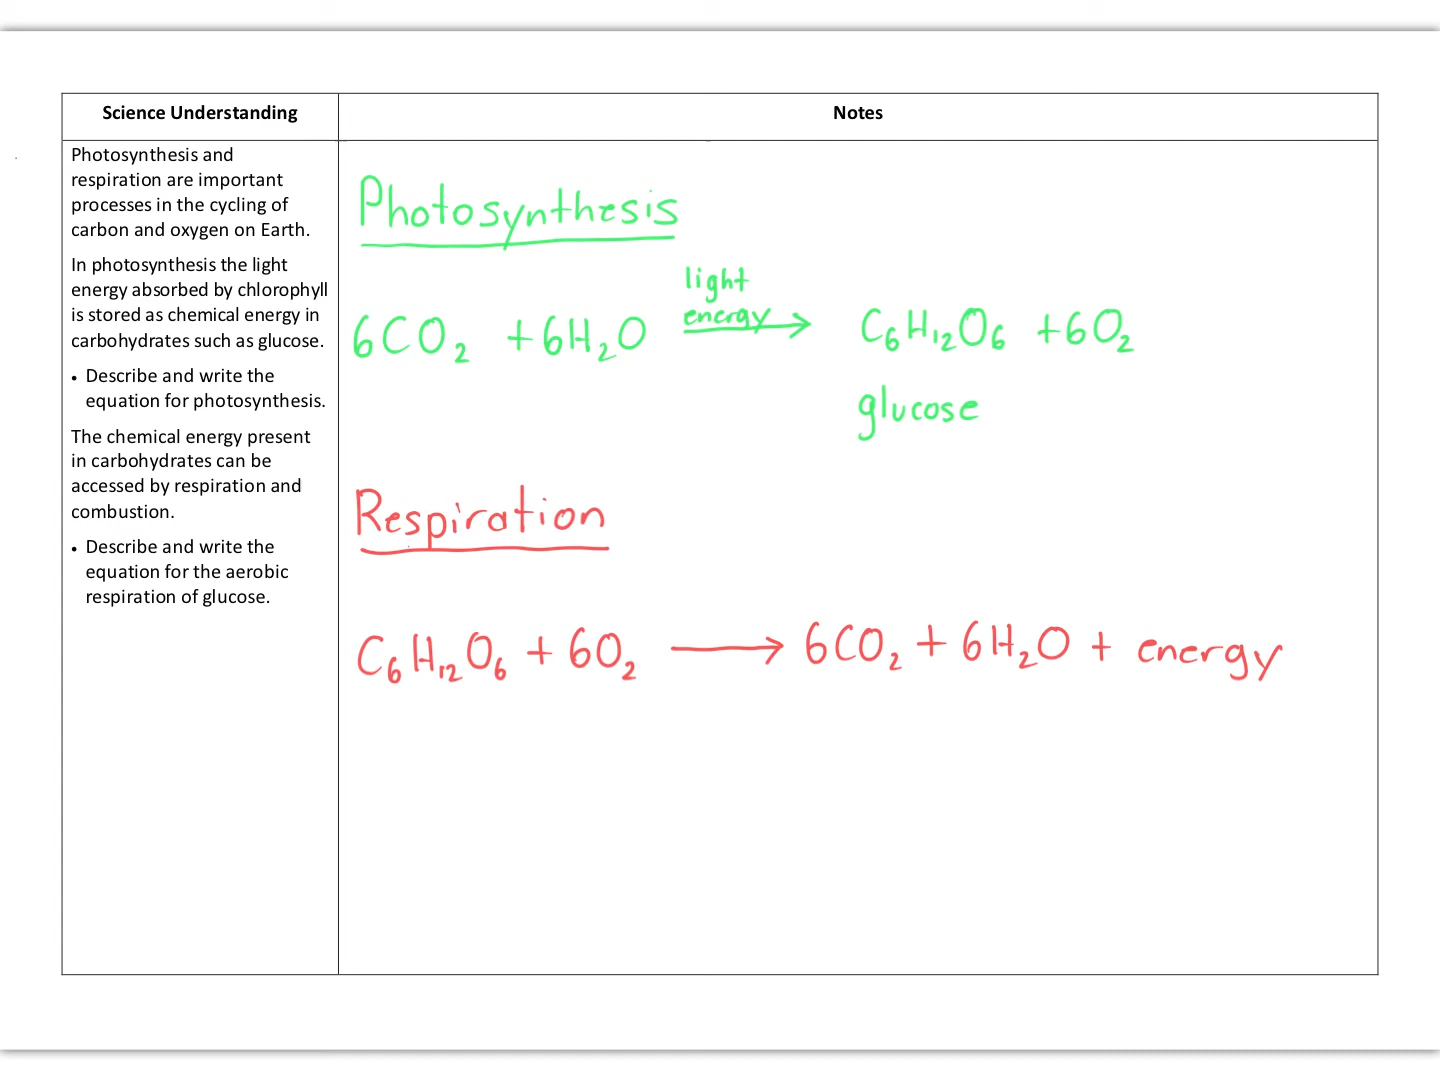 Science Understanding
Notes
Photosynthesis and
respiration are important
processes in the cycling of
carbon and oxygen on Earth.
In photosynthesis the light
energy absorbed by chlorophyll
is stored as chemical energy in
carbohydrates such as glucose.
• Describe and write the
equation for photosynthesis.
The chemical energy present
in carbohydrates can be
accessed by respiration and
combustion.
• Describe and write the
equation for the aerobic
respiration of glucose.
Photosynthesis
light
energy
6CO₂ + 6H₂O → C₆H₁₂O₆ + 6O₂
glucose
Respiration
C₆H₁₂O₆ + 6O₂ → 6CO₂ + 6H₂O + energy